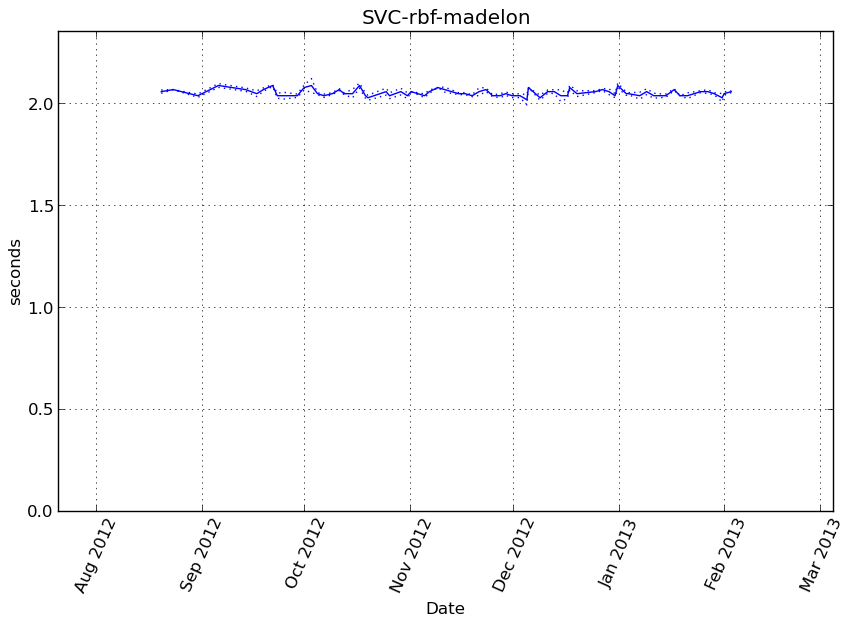 SVC-rbf-madelon
seconds
2.0
1.5
1.0
0.5
0.0
Aug 2012
Sep 2012
Oct 2012
Nov 2012
Dec 2012
Jan 2013
Feb 2013
Mar 2013
Date